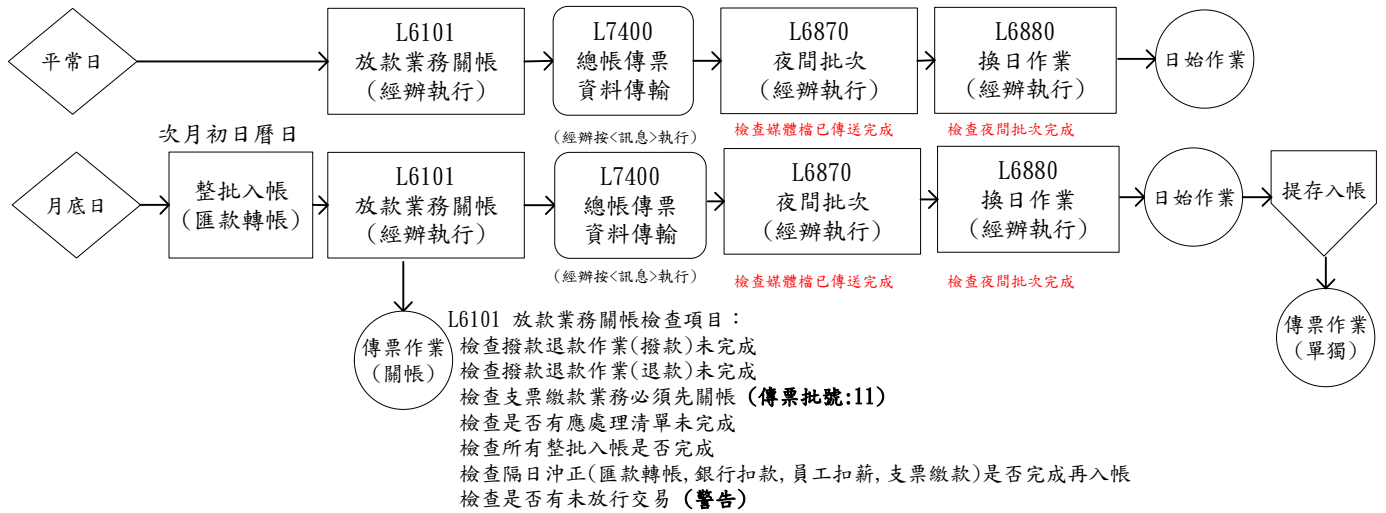 平常日
L6101
放款業務關帳
(經辦執行)
L7400
總帳傳票
資料傳輸
(經辦按<訊息>執行)
L6870
夜間批次
(經辦執行)
檢查媒體檔已傳送完成
L6880
換日作業
(經辦執行)
檢查夜間批次完成
日始作業
次月初日曆日
月底日
整批入帳
(匯款轉帳)
L6101
放款業務關帳
(經辦執行)
L7400
總帳傳票
資料傳輸
(經辦按<訊息>執行)
L6870
夜間批次
(經辦執行)
檢查媒體檔已傳送完成
L6880
換日作業
(經辦執行)
檢查夜間批次完成
日始作業
提存入帳
傳票作業
(單獨)
傳票作業
(關帳)
L6101 放款業務關帳檢查項目：
檢查撥款退款作業(撥款)未完成
檢查撥款退款作業(退款)未完成
檢查支票繳款業務必須先關帳 (傳票批號:11)
檢查是否有應處理清單未完成
檢查所有整批入帳是否完成
檢查隔日沖正(匯款轉帳,銀行扣款,員工扣薪,支票繳款)是否完成再入帳
檢查是否有未放行交易 (警告)